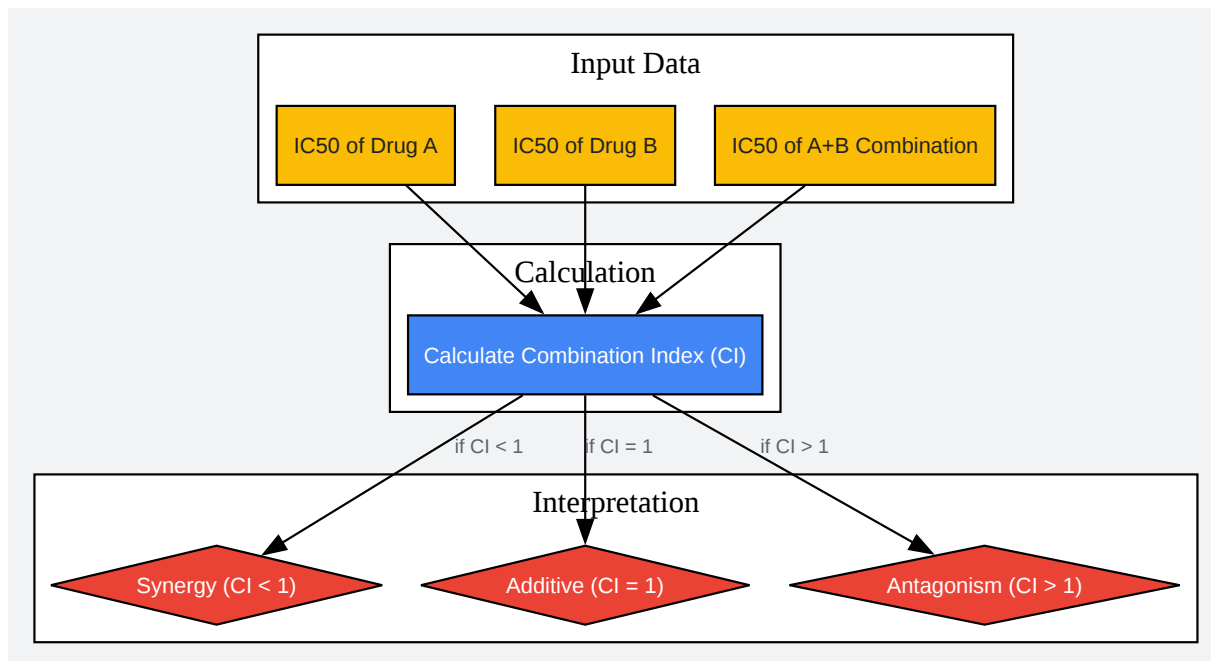 Input Data
IC50 of Drug A
IC50 of Drug B
IC50 of A+B Combination
Calculation
Calculate Combination Index (CI)
if CI < 1
if CI = 1
if CI > 1
Interpretation
Synergy (CI < 1)
Additive (CI = 1)
Antagonism (CI > 1)